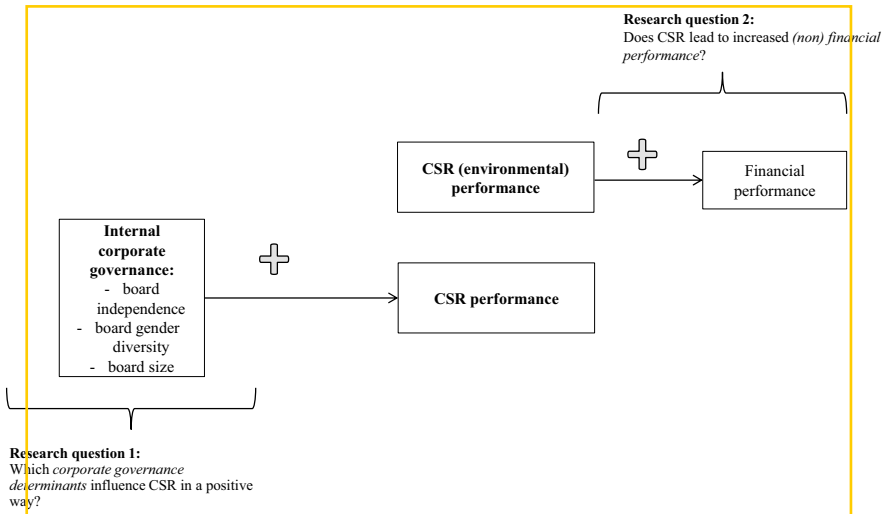 Research question 2:
Does CSR lead to increased (non) financial
performance?
CSR (environmental)
performance
Financial
performance
Internal
corporate
governance:
- board
independence
- board gender
diversity
- board size
CSR performance
Research question 1:
Which corporate governance
determinants influence CSR in a positive
way?